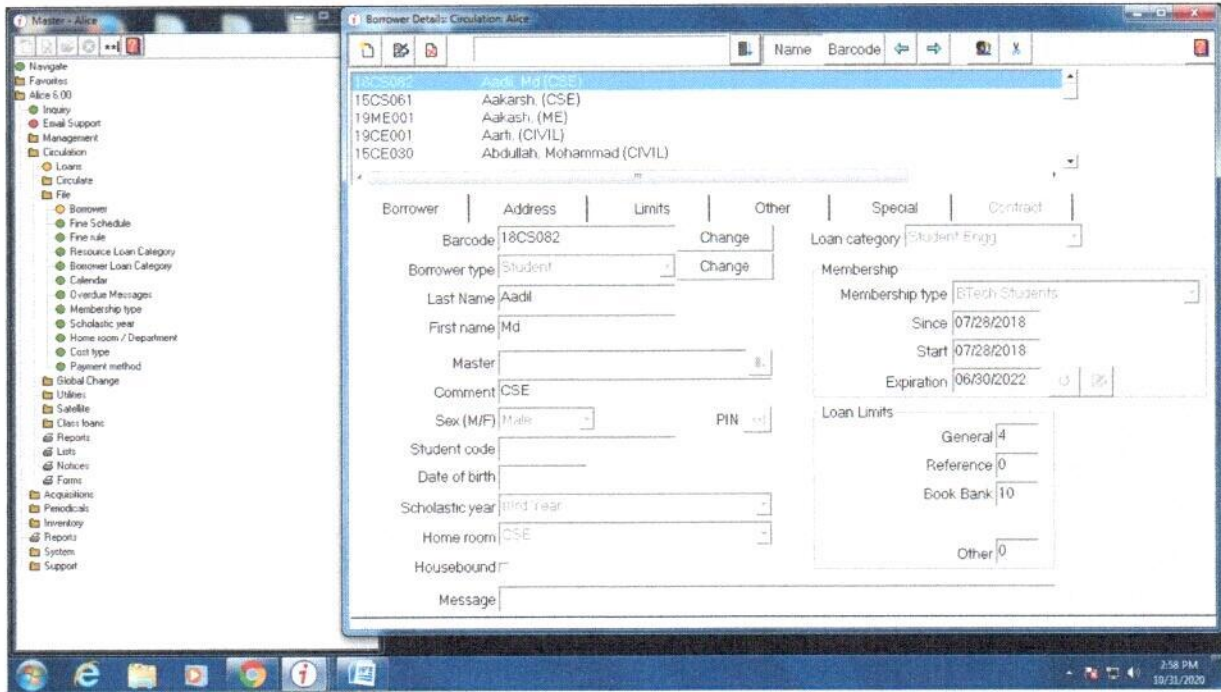 Master - Alice
Navigate
Favorites
Alice 6.00
Inquiry
Email Support
Management
Circulation
Loans
Circulate
File
Borrower
Fine Schedule
Fine rule
Resource Loan Category
Borrower Loan Category
Calendar
Overdue Messages
Membership type
Scholastic year
Home room / Department
Cost type
Payment method
Global Change
Utilities
Satellite
Class loans
Reports
Lists
Notices
Forms
Acquisitions
Periodicals
Inventory
Reports
System
Support
Borrower Details: Circulation: Alice
Name Barcode
18CS082 Aadil, Md (CSE)
15CS061 Aakarsh, (CSE)
19ME001 Aakash, (ME)
19CE001 Aarti, (CIVIL)
15CE030 Abdullah, Mohammad (CIVIL)
Borrower Address Limits Other Special Contract
Barcode 18CS082 Change
Borrower type Student Change
Last Name Aadil
First name Md
Master
Comment CSE
Sex (M/F) Male PIN
Student code
Date of birth
Scholastic year Year
Home room CSE
Housebound
Message
Loan category Student Engg
Membership
Membership type BTech Students
Since 07/28/2018
Start 07/28/2018
Expiration 06/30/2022
Loan Limits
General 4
Reference 0
Book Bank 10
Other 0
2:58 PM
10/31/2020